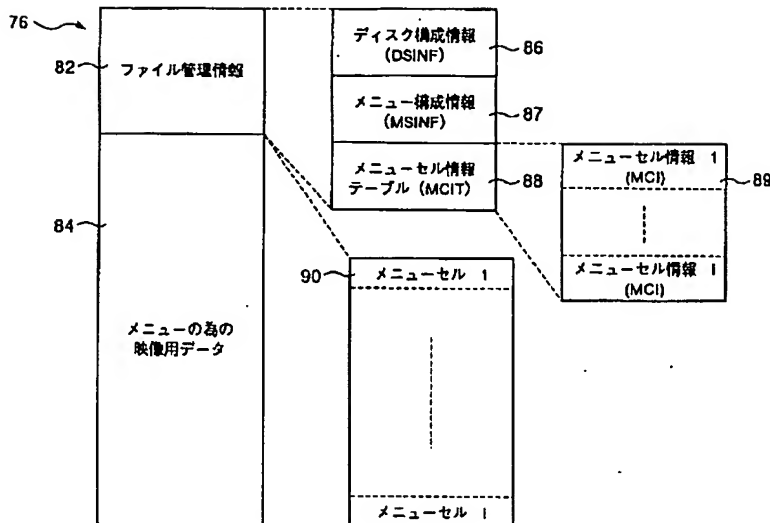 76
82
ファイル管理情報
84
メニューの為の
映像用データ
ディスク構成情報
(DSINF)
86
メニュー構成情報
(MSINF)
87
メニューセル情報
テーブル (MCIT)
88
メニューセル情報 1
(MCI)
89
メニューセル情報 I
(MCI)
90
メニューセル 1
メニューセル I